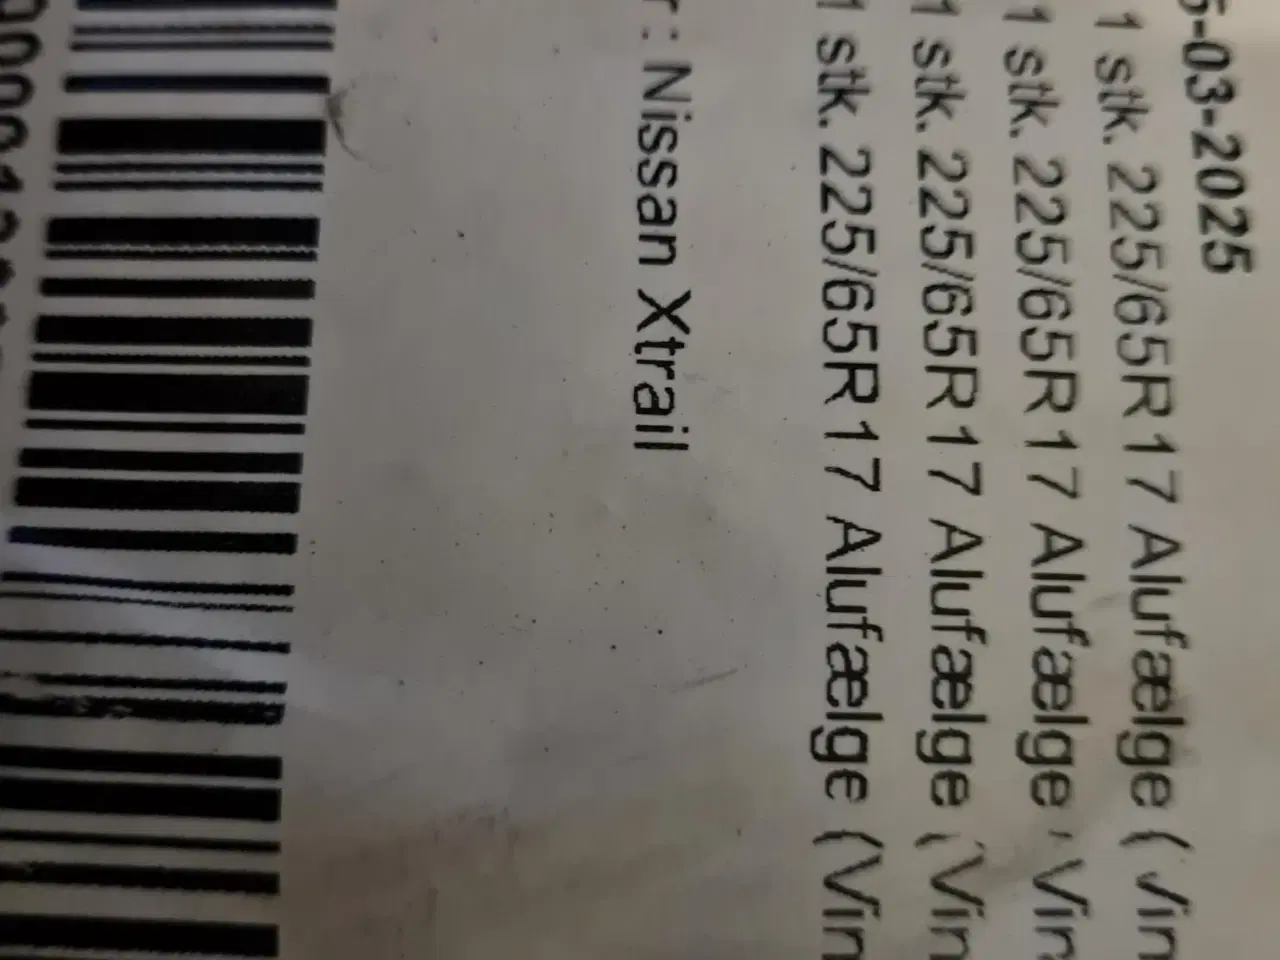 5-03-2025
1 stk. 225/65R17 Alufælge (Vin
1 stk. 225/65R17 Alufælge (Vin
1 stk. 225/65R17 Alufælge (Vin
1 stk. 225/65R17 Alufælge (Vin
r: Nissan Xtrail